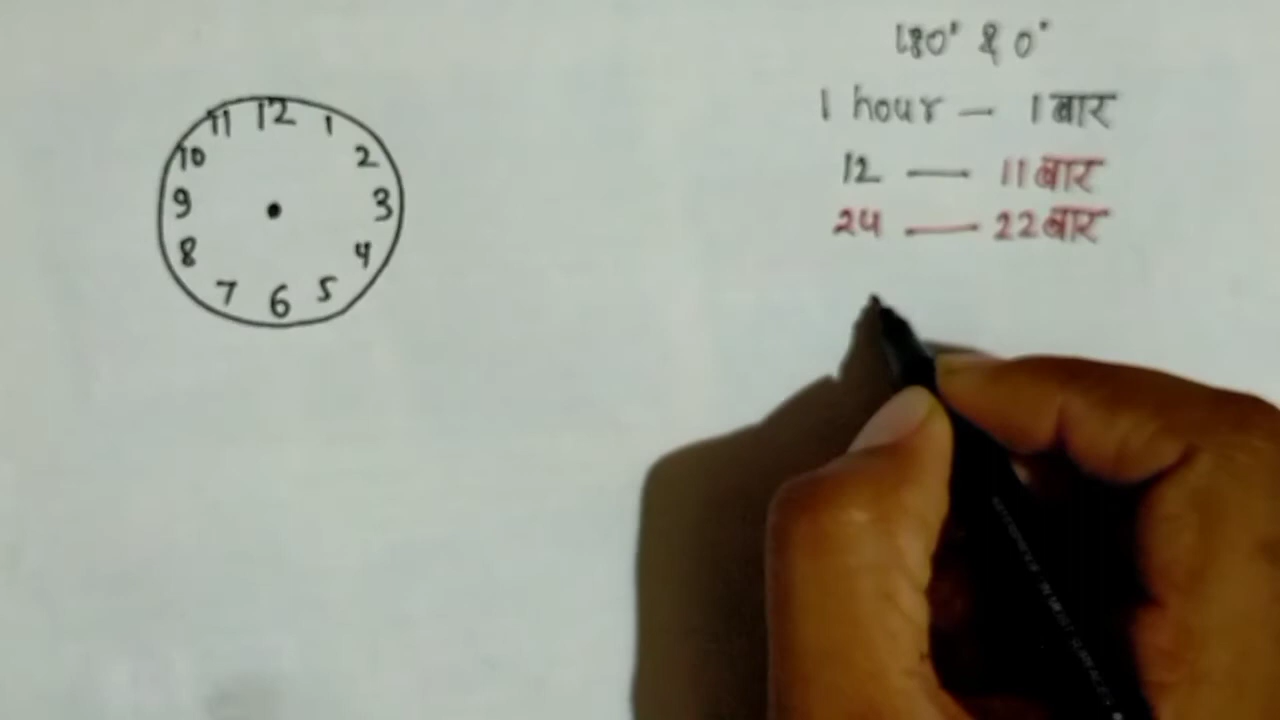 180° & 0°
1 hour — 1 बार
12 — 11 बार
24 — 22 बार
11 12 1
10 2
9 3
8 4
7 6 5